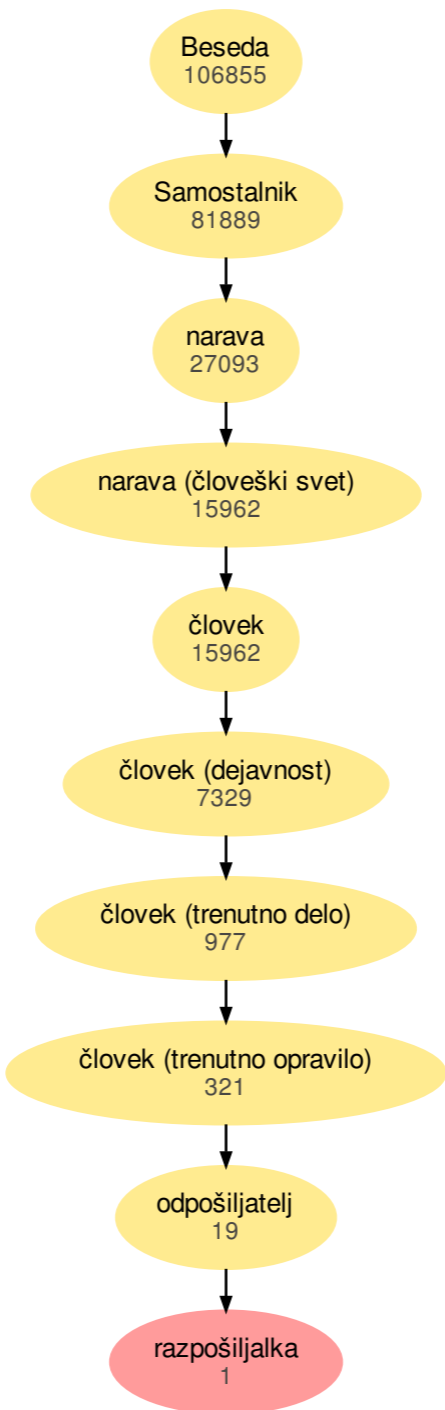 Beseda
106855
Samostalnik
81889
narava
27093
narava (človeški svet)
15962
človek
15962
človek (dejavnost)
7329
človek (trenutno delo)
977
človek (trenutno opravilo)
321
odpošiljatelj
19
razpošiljalka
1